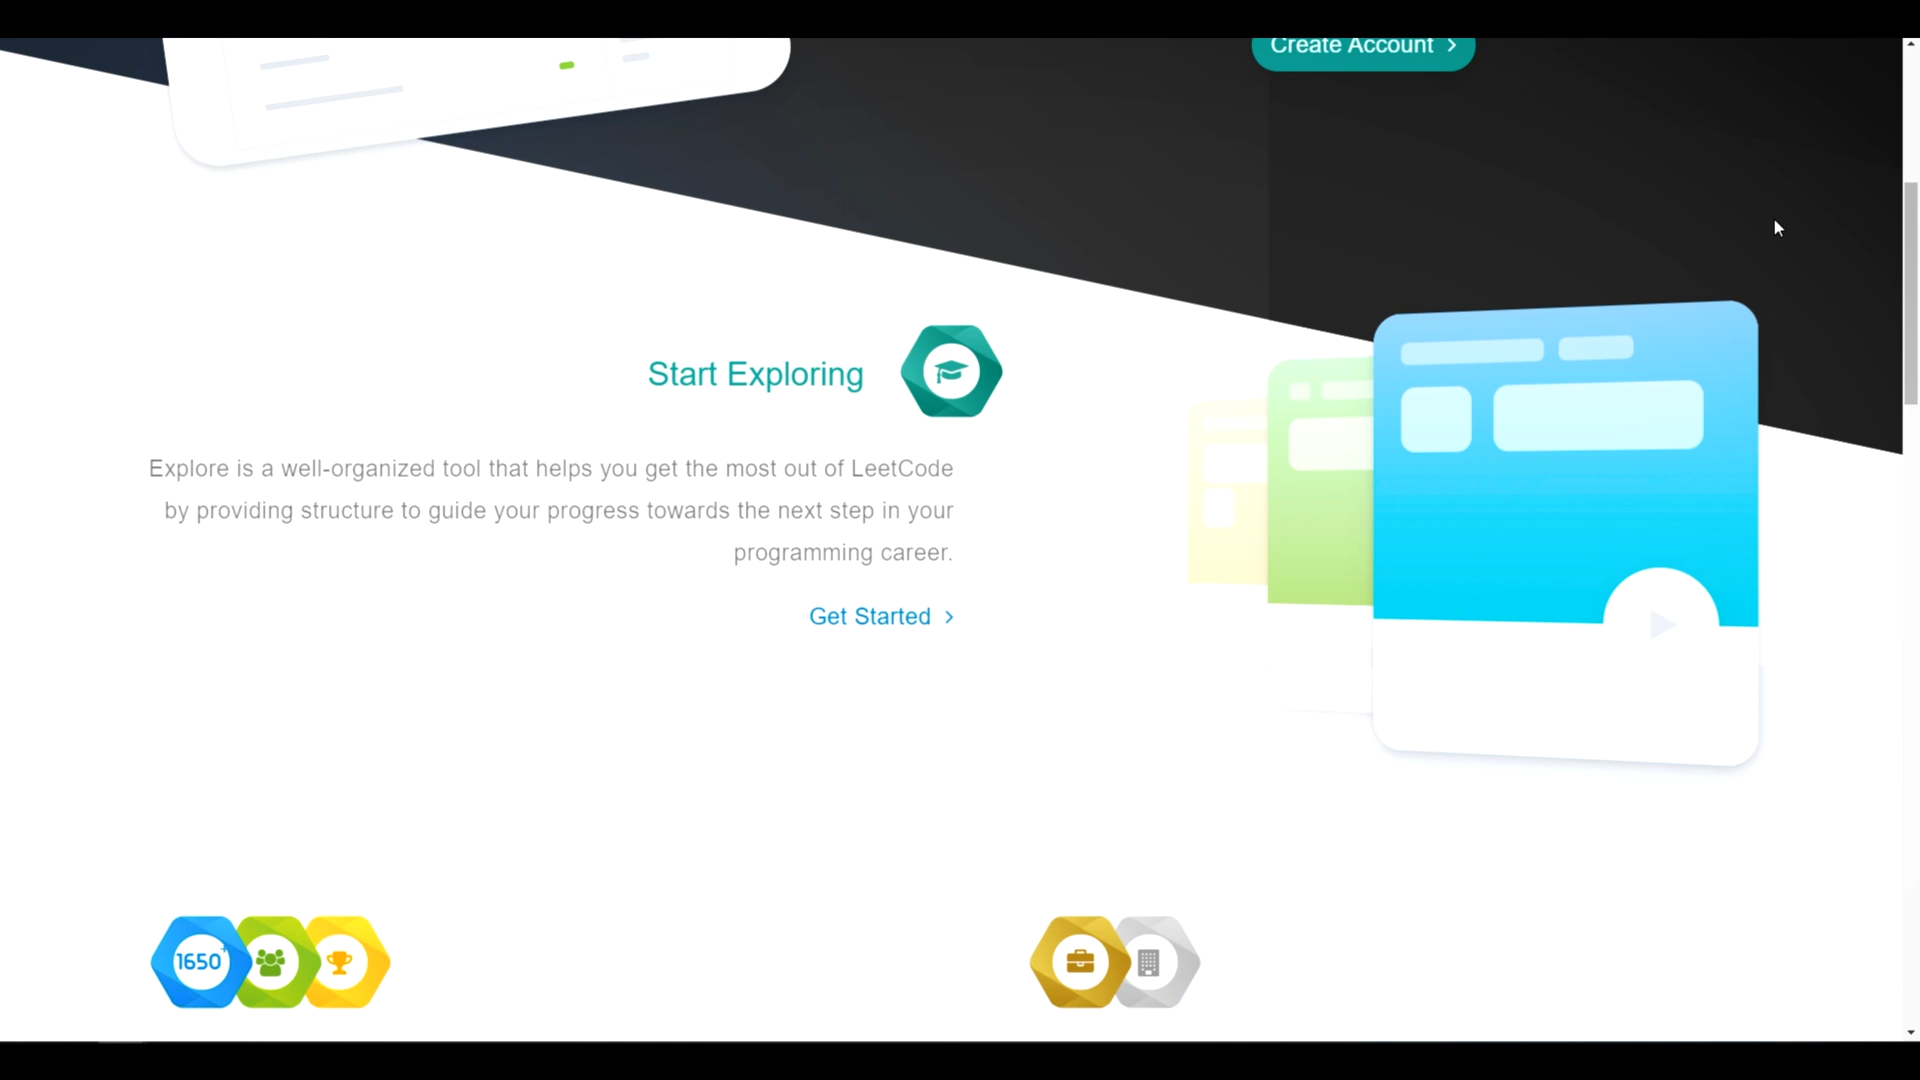 Create Account
Start Exploring
Explore is a well-organized tool that helps you get the most out of LeetCode
by providing structure to guide your progress towards the next step in your
programming career.
Get Started
1650+